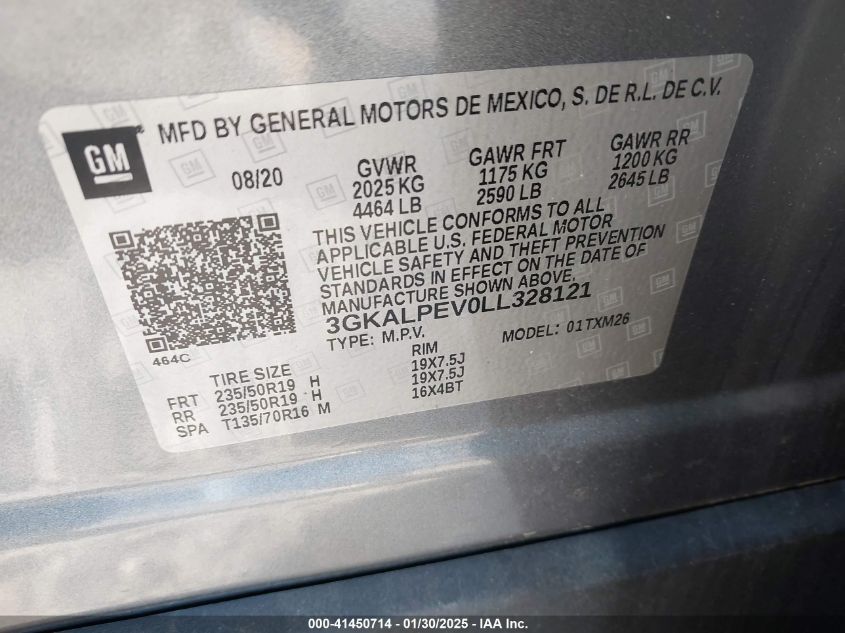 MFD BY GENERAL MOTORS DE MEXICO, S. DE R.L. DE C.V.
GM
08/20
GVWR
2025 KG
4464 LB
GAWR FRT
1175 KG
2590 LB
GAWR RR
1200 KG
2645 LB
THIS VEHICLE CONFORMS TO ALL
APPLICABLE U.S. FEDERAL MOTOR
VEHICLE SAFETY AND THEFT PREVENTION
STANDARDS IN EFFECT ON THE DATE OF
MANUFACTURE SHOWN ABOVE.
3GKALPEV0LL328121
TYPE: M.P.V. MODEL: 01TXM26
464C
TIRE SIZE RIM
FRT 235/50R19 H 19X7.5J
RR 235/50R19 H 19X7.5J
SPA T135/70R16 M 16X4BT
000-41450714 - 01/30/2025 - IAA Inc.